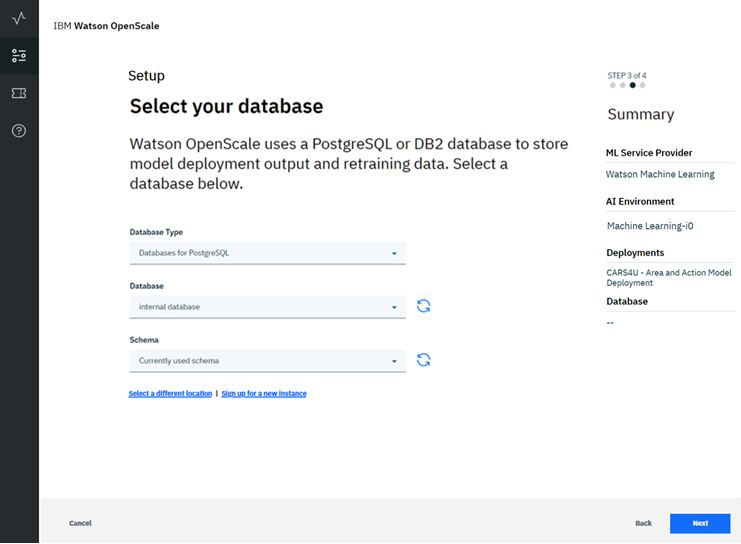 IBM Watson OpenScale
Setup
Select your database
Watson OpenScale uses a PostgreSQL or DB2 database to store
model deployment output and retraining data. Select a
database below.
Database Type
Databases for PostgreSQL
Database
internal database
Schema
Currently used schema
Select a different location | Sign up for a new instance
STEP 3 of 4
Summary
ML Service Provider
Watson Machine Learning
AI Environment
Machine Learning-i0
Deployments
CARS4U - Area and Action Model
Deployment
Database
--
Cancel
Back
Next